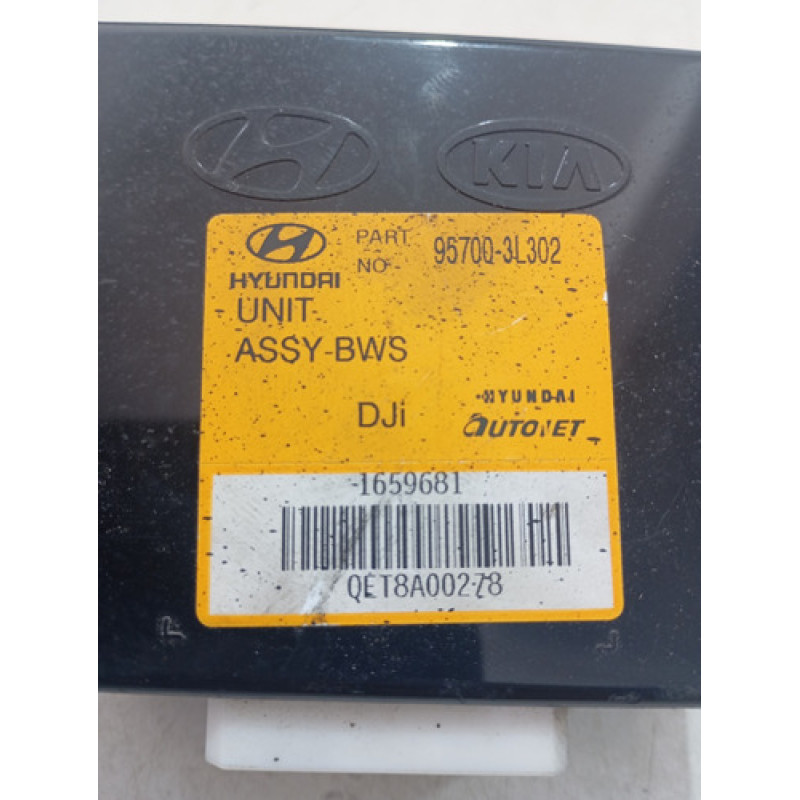 KIA
PART NO 95700-3L302
HYUNDAI
UNIT
ASSY-BWS
DJi
HYUNDAI
AUTONET
1659681
QET8A00278